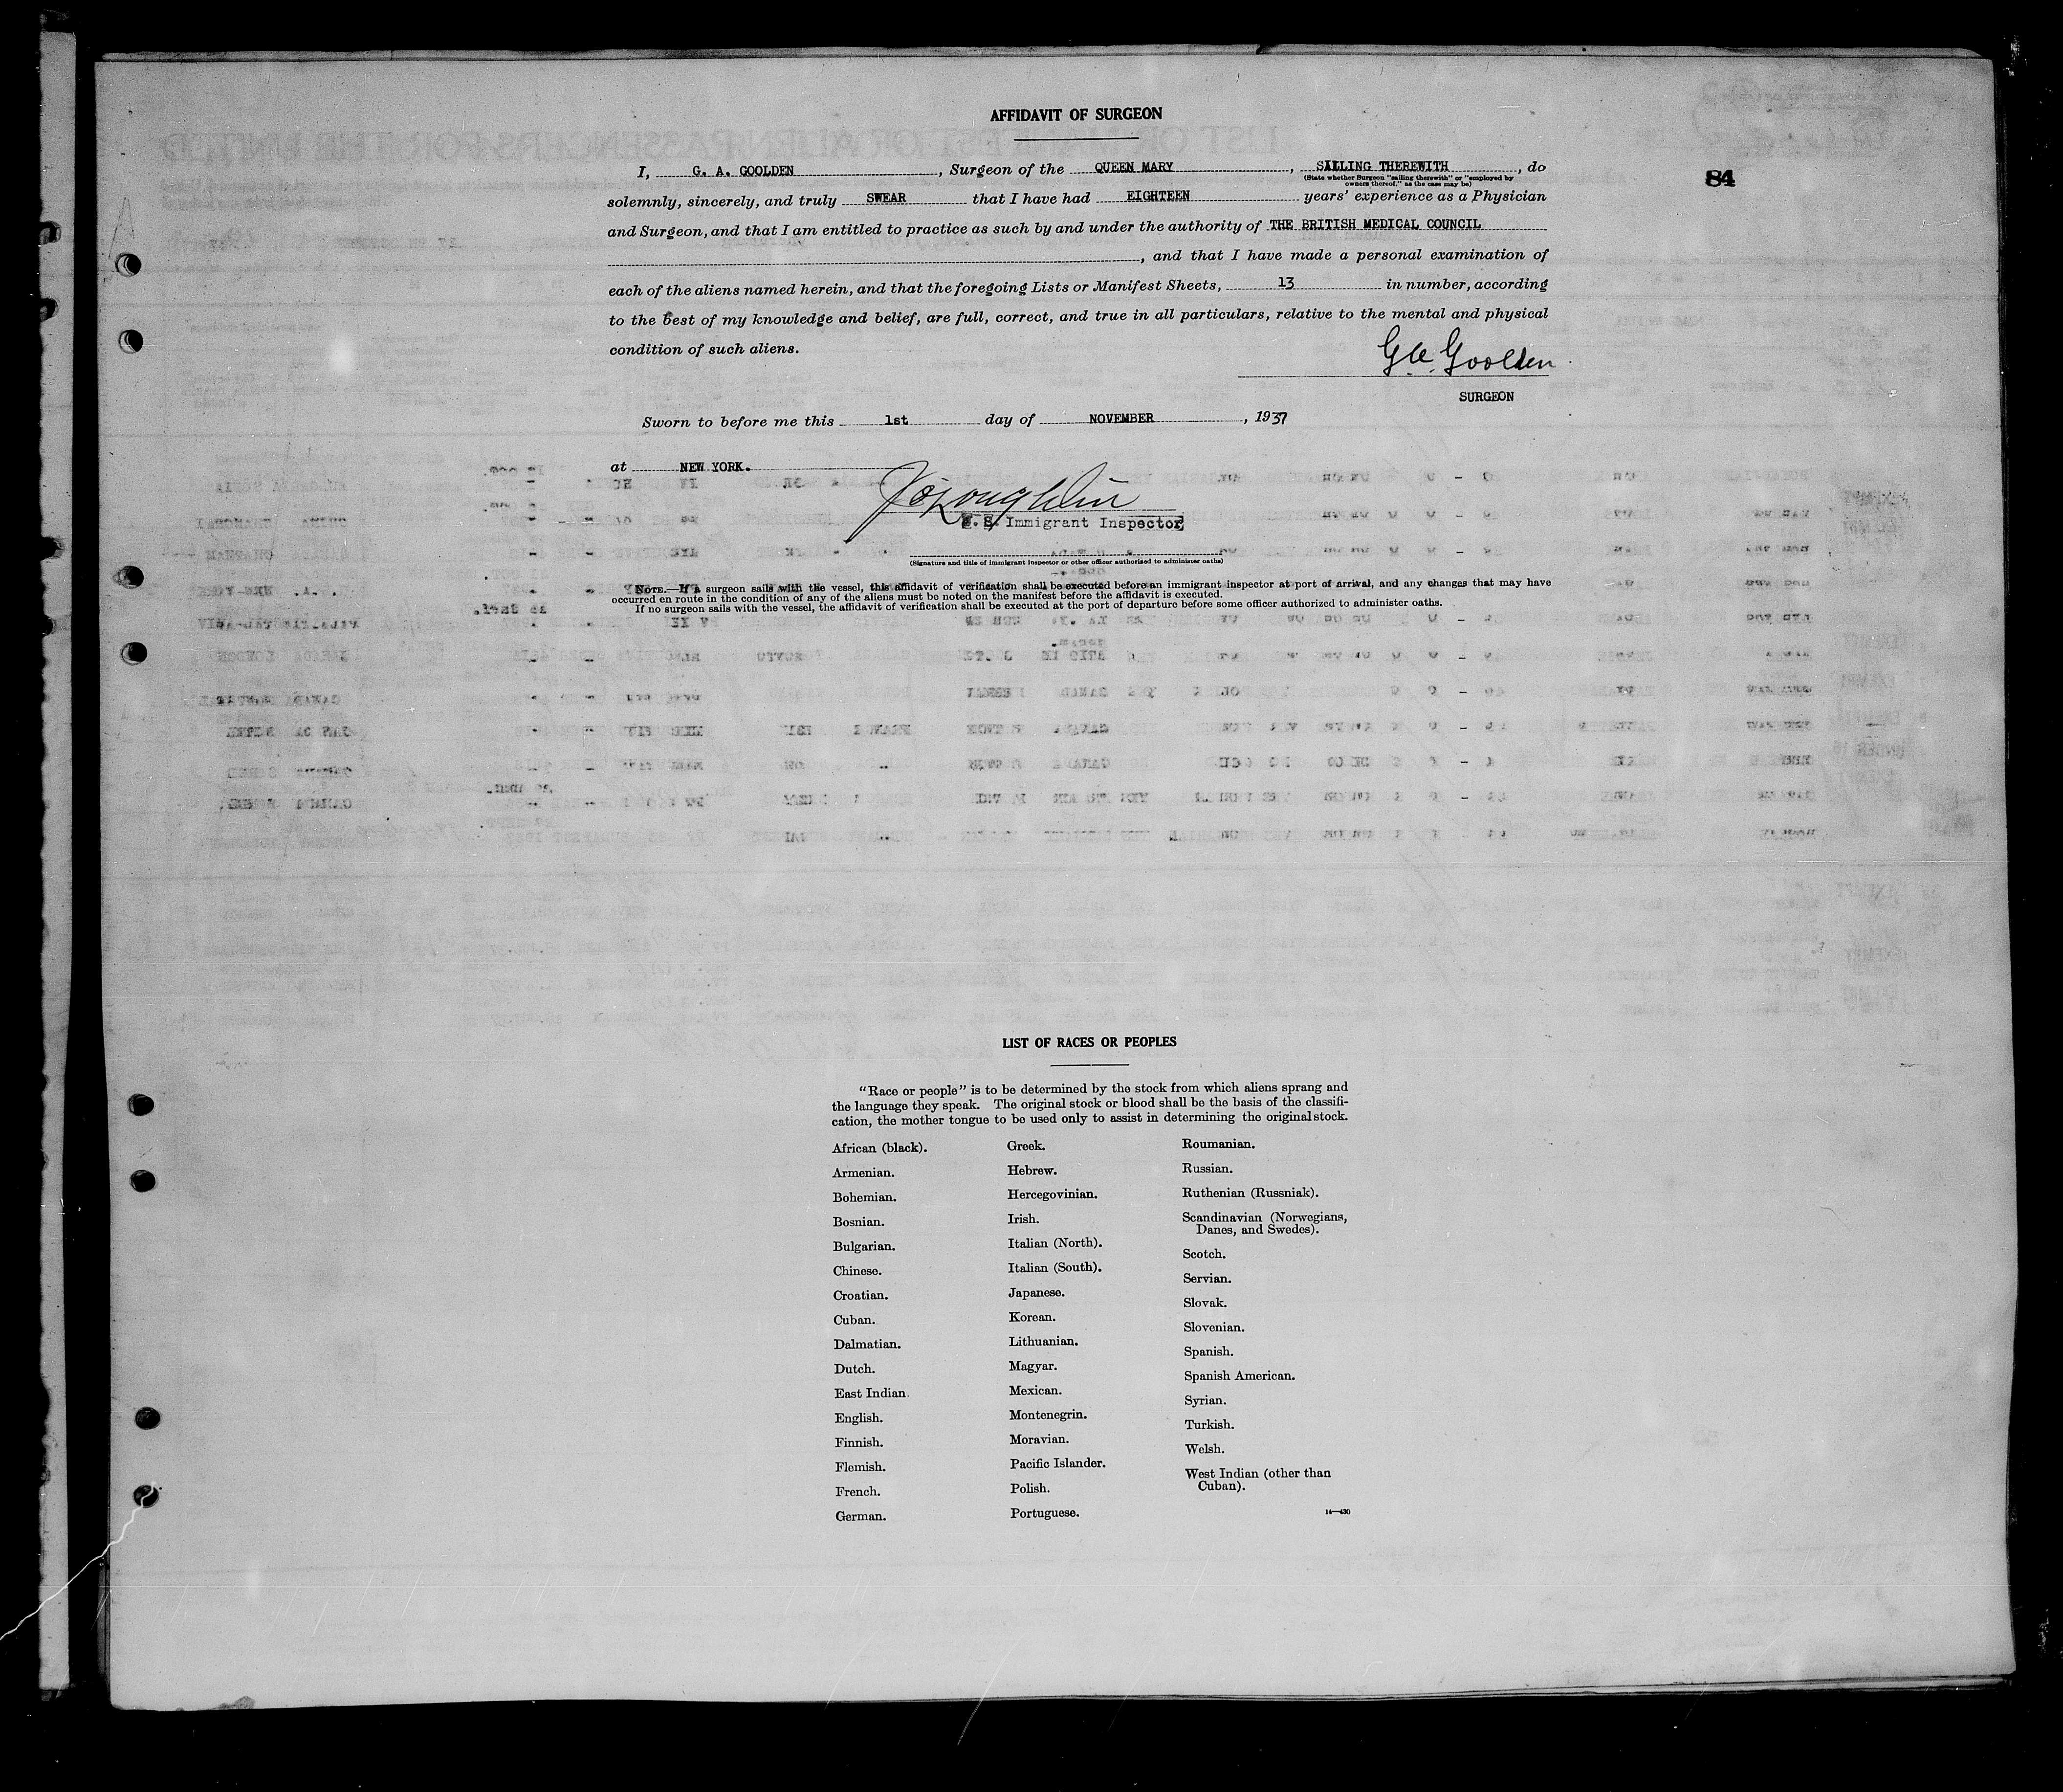 AFFIDAVIT OF SURGEON
I, G. A. GOOLDEN, Surgeon of the QUEEN MARY, SAILING THEREWITH, do
(State whether Surgeon "sailing therewith" or "employed by owners thereof," as the case may be)
84
solemnly, sincerely, and truly SWEAR that I have had EIGHTEEN years' experience as a Physician
and Surgeon, and that I am entitled to practice as such by and under the authority of THE BRITISH MEDICAL COUNCIL
, and that I have made a personal examination of
each of the aliens named herein, and that the foregoing Lists or Manifest Sheets, 13 in number, according
to the best of my knowledge and belief, are full, correct, and true in all particulars, relative to the mental and physical
condition of such aliens.
Goolden
SURGEON
Sworn to before me this 1st day of NOVEMBER, 1937
at NEW YORK.
Immigrant Inspector
(Signature and title of immigrant inspector or other officer authorized to administer oaths)
NOTE.—If a surgeon sails with the vessel, this affidavit of verification shall be executed before an immigrant inspector at port of arrival, and any changes that may have
occurred en route in the condition of any of the aliens must be noted on the manifest before the affidavit is executed.
If no surgeon sails with the vessel, the affidavit of verification shall be executed at the port of departure before some officer authorized to administer oaths.
LIST OF RACES OR PEOPLES
"Race or people" is to be determined by the stock from which aliens sprang and
the language they speak. The original stock or blood shall be the basis of the classifi-
cation, the mother tongue to be used only to assist in determining the original stock.
African (black).
Armenian.
Bohemian.
Bosnian.
Bulgarian.
Chinese.
Croatian.
Cuban.
Dalmatian.
Dutch.
East Indian.
English.
Finnish.
Flemish.
French.
German.
Greek.
Hebrew.
Hercegovinian.
Irish.
Italian (North).
Italian (South).
Japanese.
Korean.
Lithuanian.
Magyar.
Mexican.
Montenegrin.
Moravian.
Pacific Islander.
Polish.
Portuguese.
Roumanian.
Russian.
Ruthenian (Russniak).
Scandinavian (Norwegians,
Danes, and Swedes).
Scotch.
Servian.
Slovak.
Slovenian.
Spanish.
Spanish American.
Syrian.
Turkish.
Welsh.
West Indian (other than
Cuban).
14—430